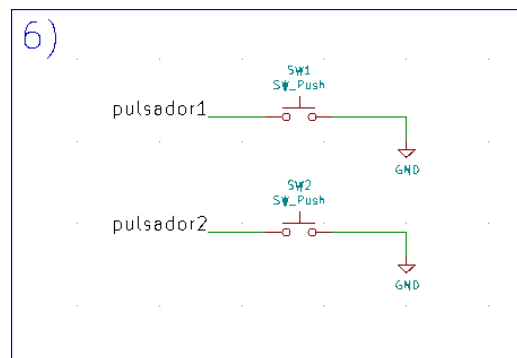 6)
SW1
SW_Push
pulsador1
GND
SW2
SW_Push
pulsador2
GND